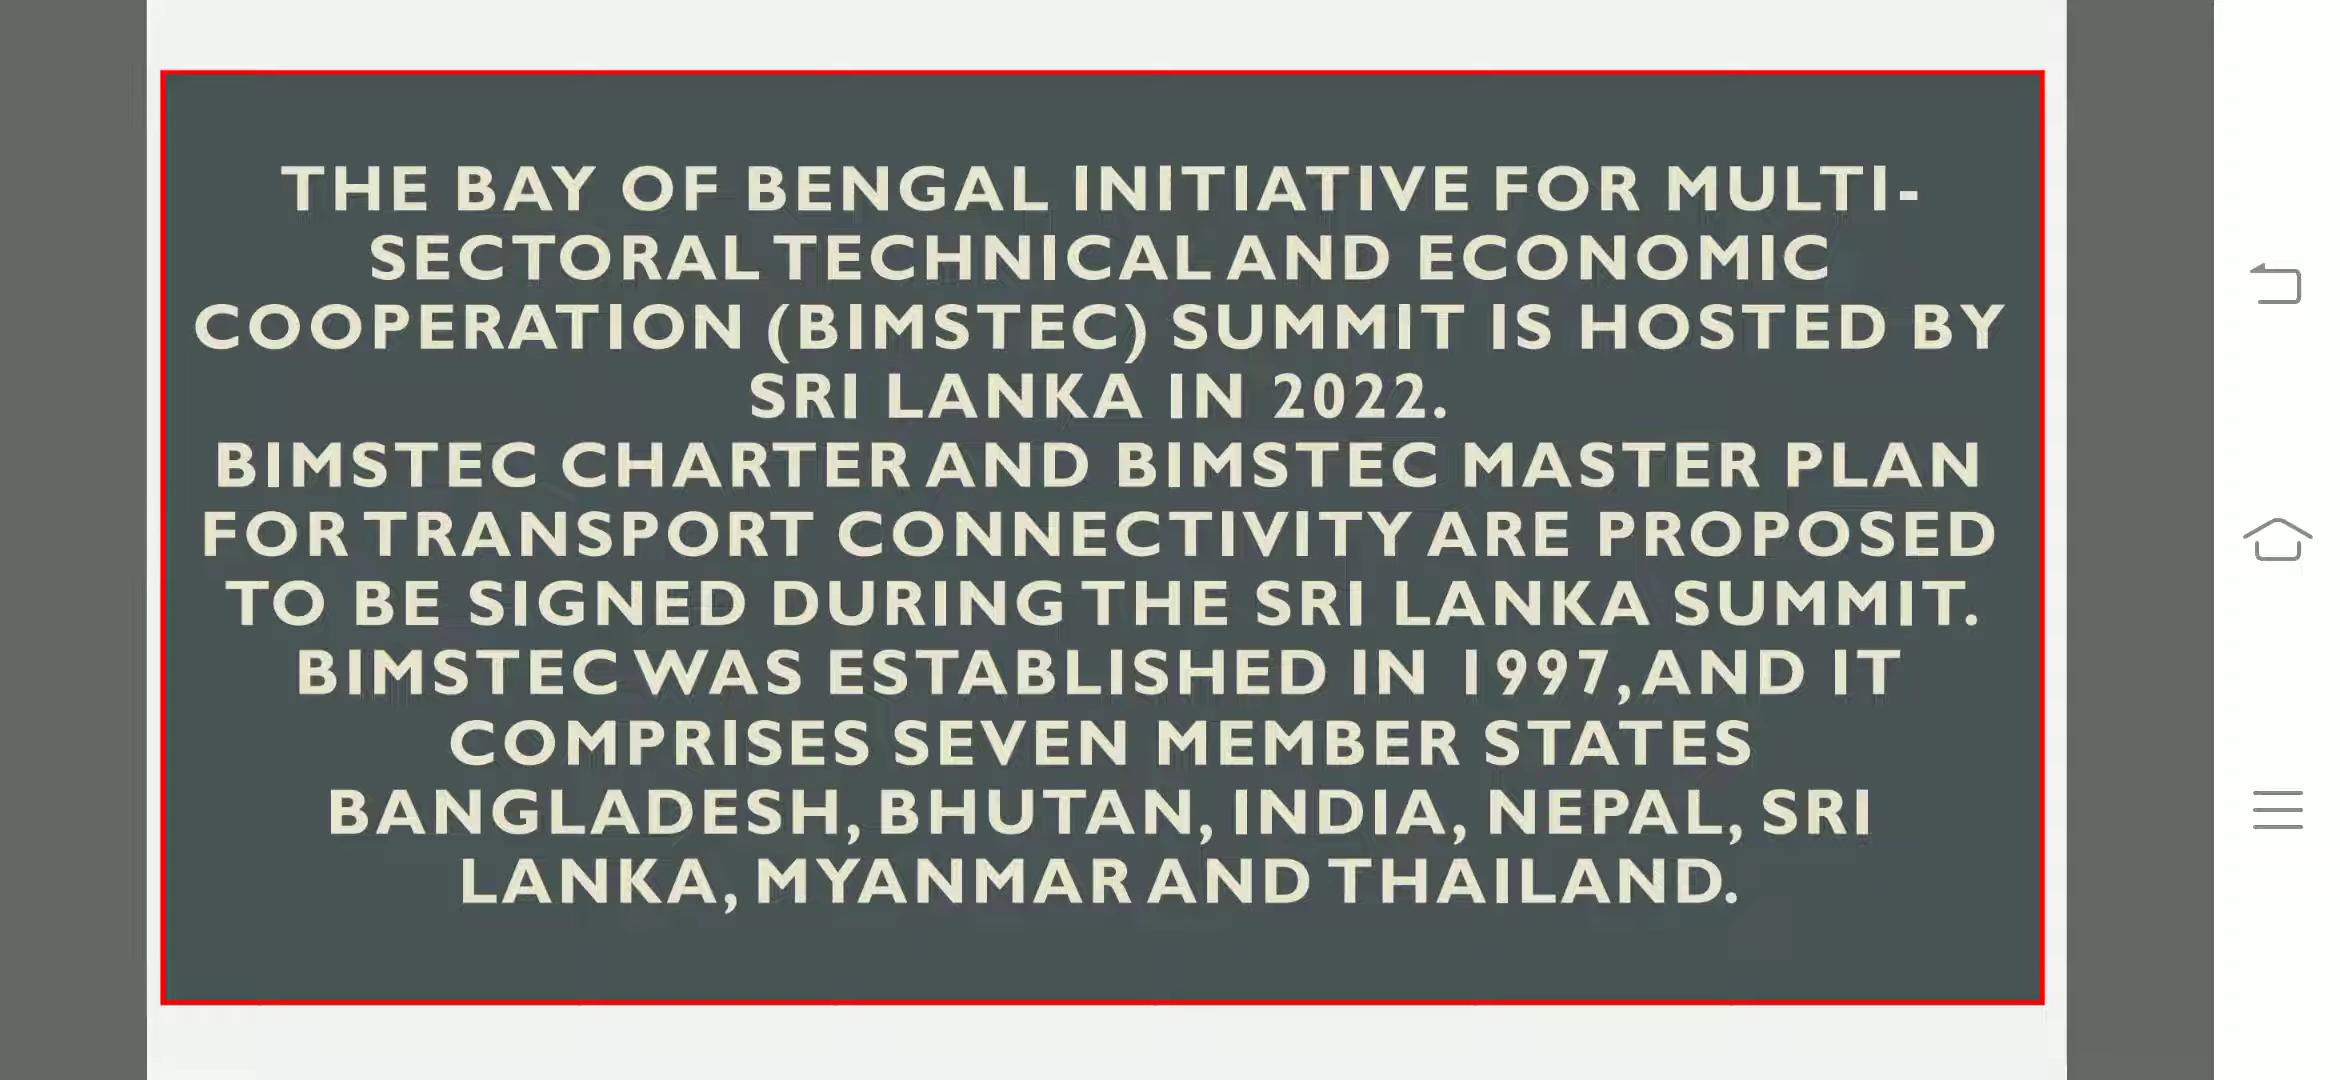 THE BAY OF BENGAL INITIATIVE FOR MULTI-
SECTORAL TECHNICAL AND ECONOMIC
COOPERATION (BIMSTEC) SUMMIT IS HOSTED BY
SRI LANKA IN 2022.
BIMSTEC CHARTER AND BIMSTEC MASTER PLAN
FOR TRANSPORT CONNECTIVITY ARE PROPOSED
TO BE SIGNED DURING THE SRI LANKA SUMMIT.
BIMSTEC WAS ESTABLISHED IN 1997, AND IT
COMPRISES SEVEN MEMBER STATES
BANGLADESH, BHUTAN, INDIA, NEPAL, SRI
LANKA, MYANMAR AND THAILAND.